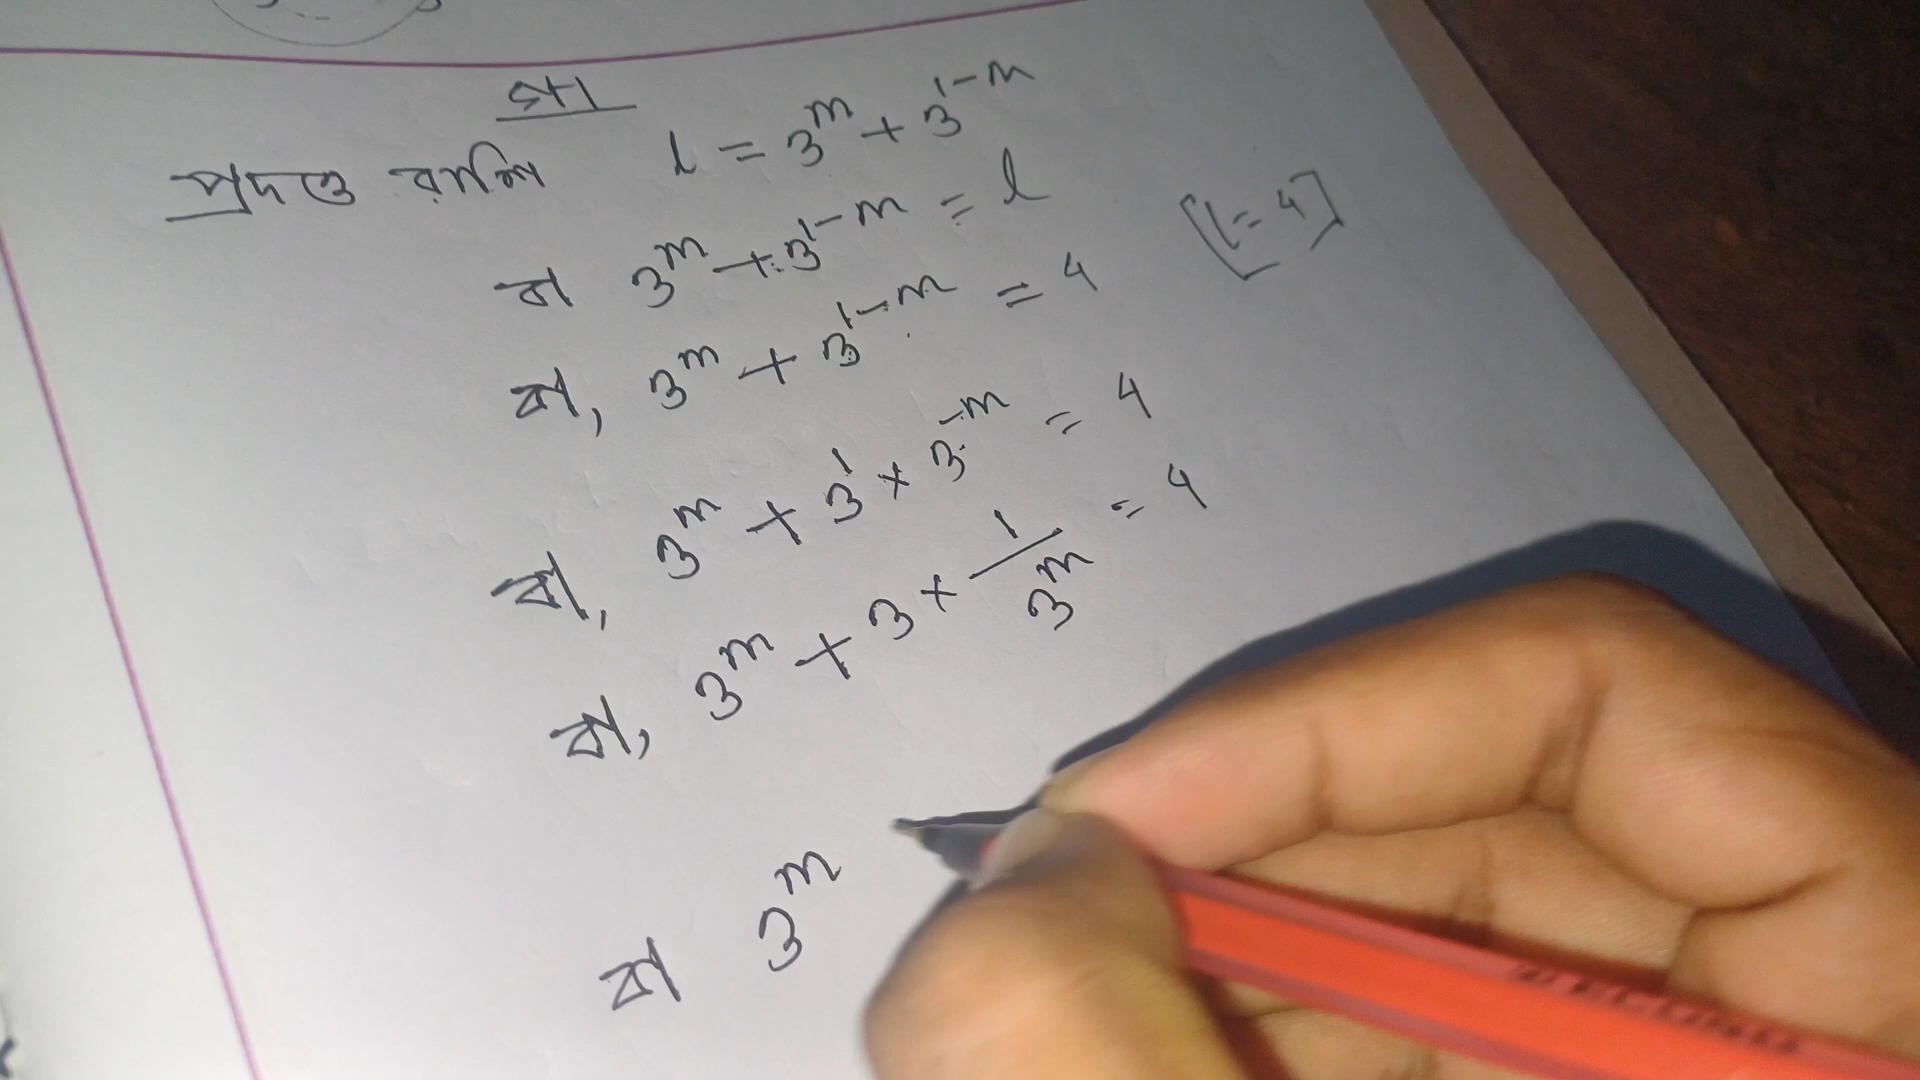 প্রদত্ত রাশি l = 3^m + 3^{1-m}
বা 3^m + 3^{1-m} = l
বা, 3^m + 3^{1-m} = 4 [l = 4]
বা, 3^m + 3^1 × 3^{-m} = 4
বা, 3^m + 3 × 1/3^m = 4
বা 3^m